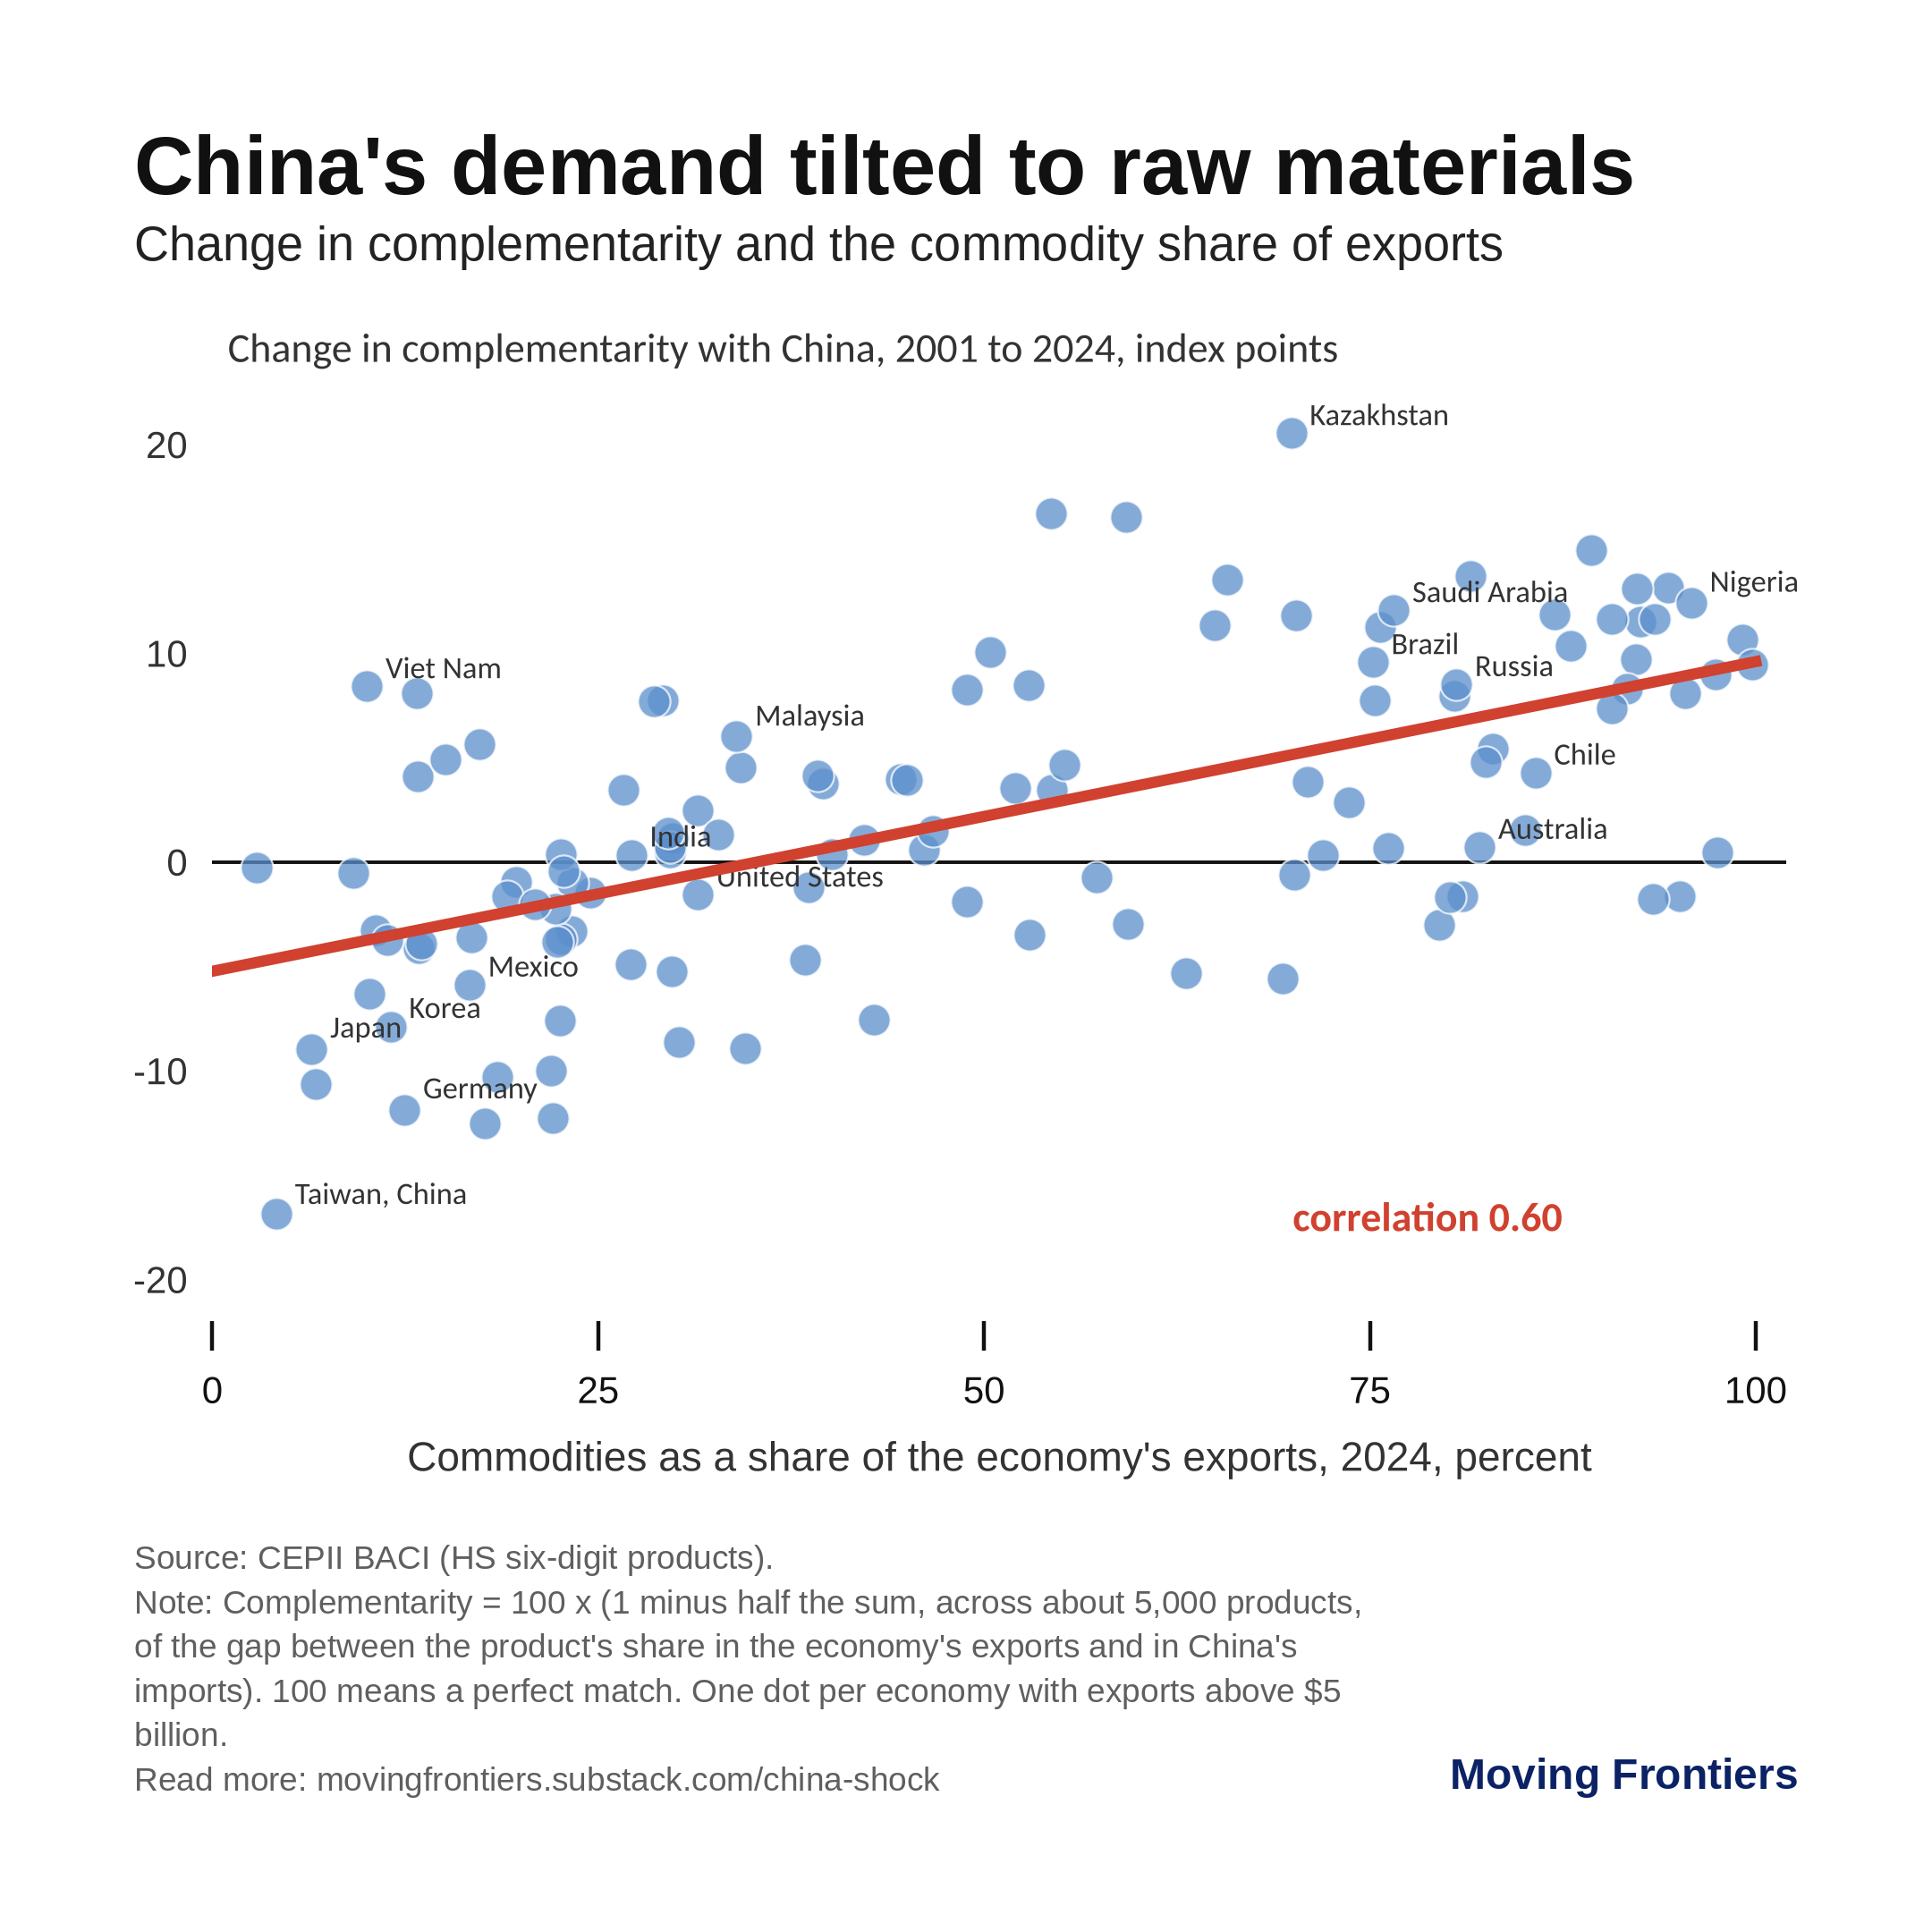 China's demand tilted to raw materials
Change in complementarity and the commodity share of exports
Change in complementarity with China, 2001 to 2024, index points
Kazakhstan
20
Nigeria
Saudi Arabia
Brazil
10
Russia
Viet Nam
Malaysia
Chile
India
Australia
0
United States
Mexico
Korea
Japan
-10
Germany
Taiwan, China
correlation 0.60
-20
0 25 50 75 100
Commodities as a share of the economy's exports, 2024, percent
Source: CEPII BACI (HS six-digit products).
Note: Complementarity = 100 x (1 minus half the sum, across about 5,000 products,
of the gap between the product's share in the economy's exports and in China's
imports). 100 means a perfect match. One dot per economy with exports above $5
billion.
Read more: movingfrontiers.substack.com/china-shock
Moving Frontiers